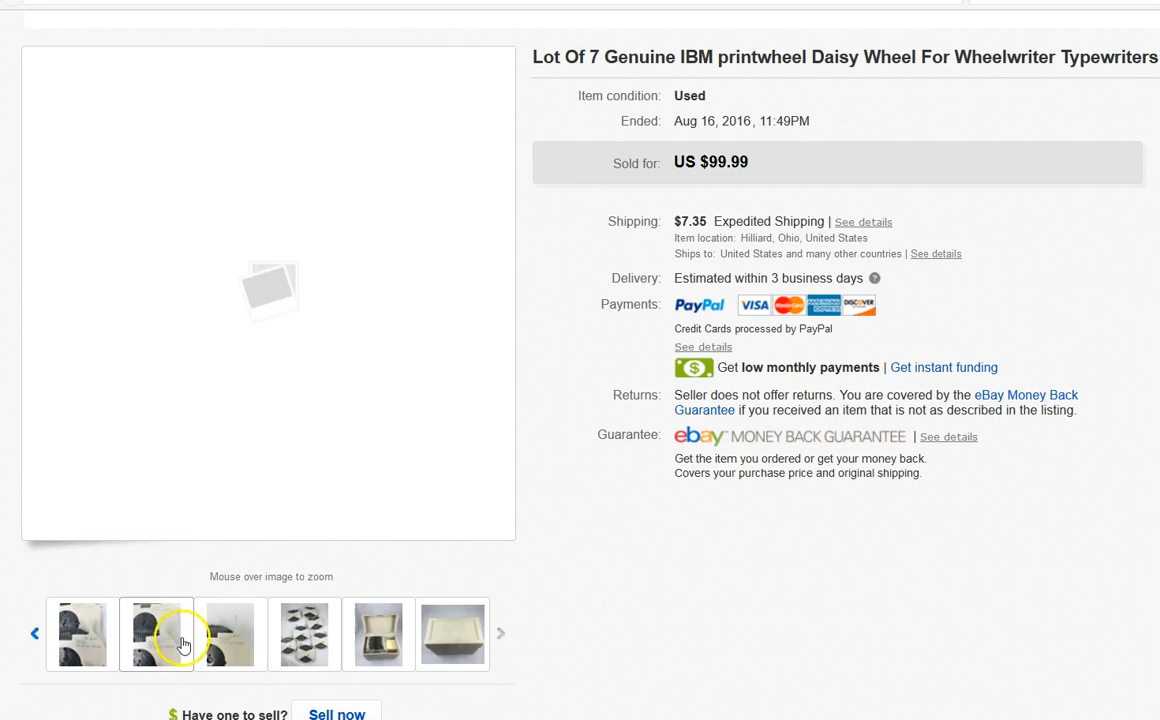 Lot Of 7 Genuine IBM printwheel Daisy Wheel For Wheelwriter Typewriters
Item condition: Used
Ended: Aug 16, 2016, 11:49PM
Sold for: US $99.99
Shipping: $7.35 Expedited Shipping | See details
Item location: Hilliard, Ohio, United States
Ships to: United States and many other countries | See details
Delivery: Estimated within 3 business days ?
Payments: PayPal VISA MasterCard AMERICAN EXPRESS DISCOVER
Credit Cards processed by PayPal
See details
$ Get low monthly payments | Get instant funding
Returns: Seller does not offer returns. You are covered by the eBay Money Back
Guarantee if you received an item that is not as described in the listing.
Guarantee: ebay MONEY BACK GUARANTEE | See details
Get the item you ordered or get your money back.
Covers your purchase price and original shipping.
Mouse over image to zoom
$ Have one to sell? Sell now